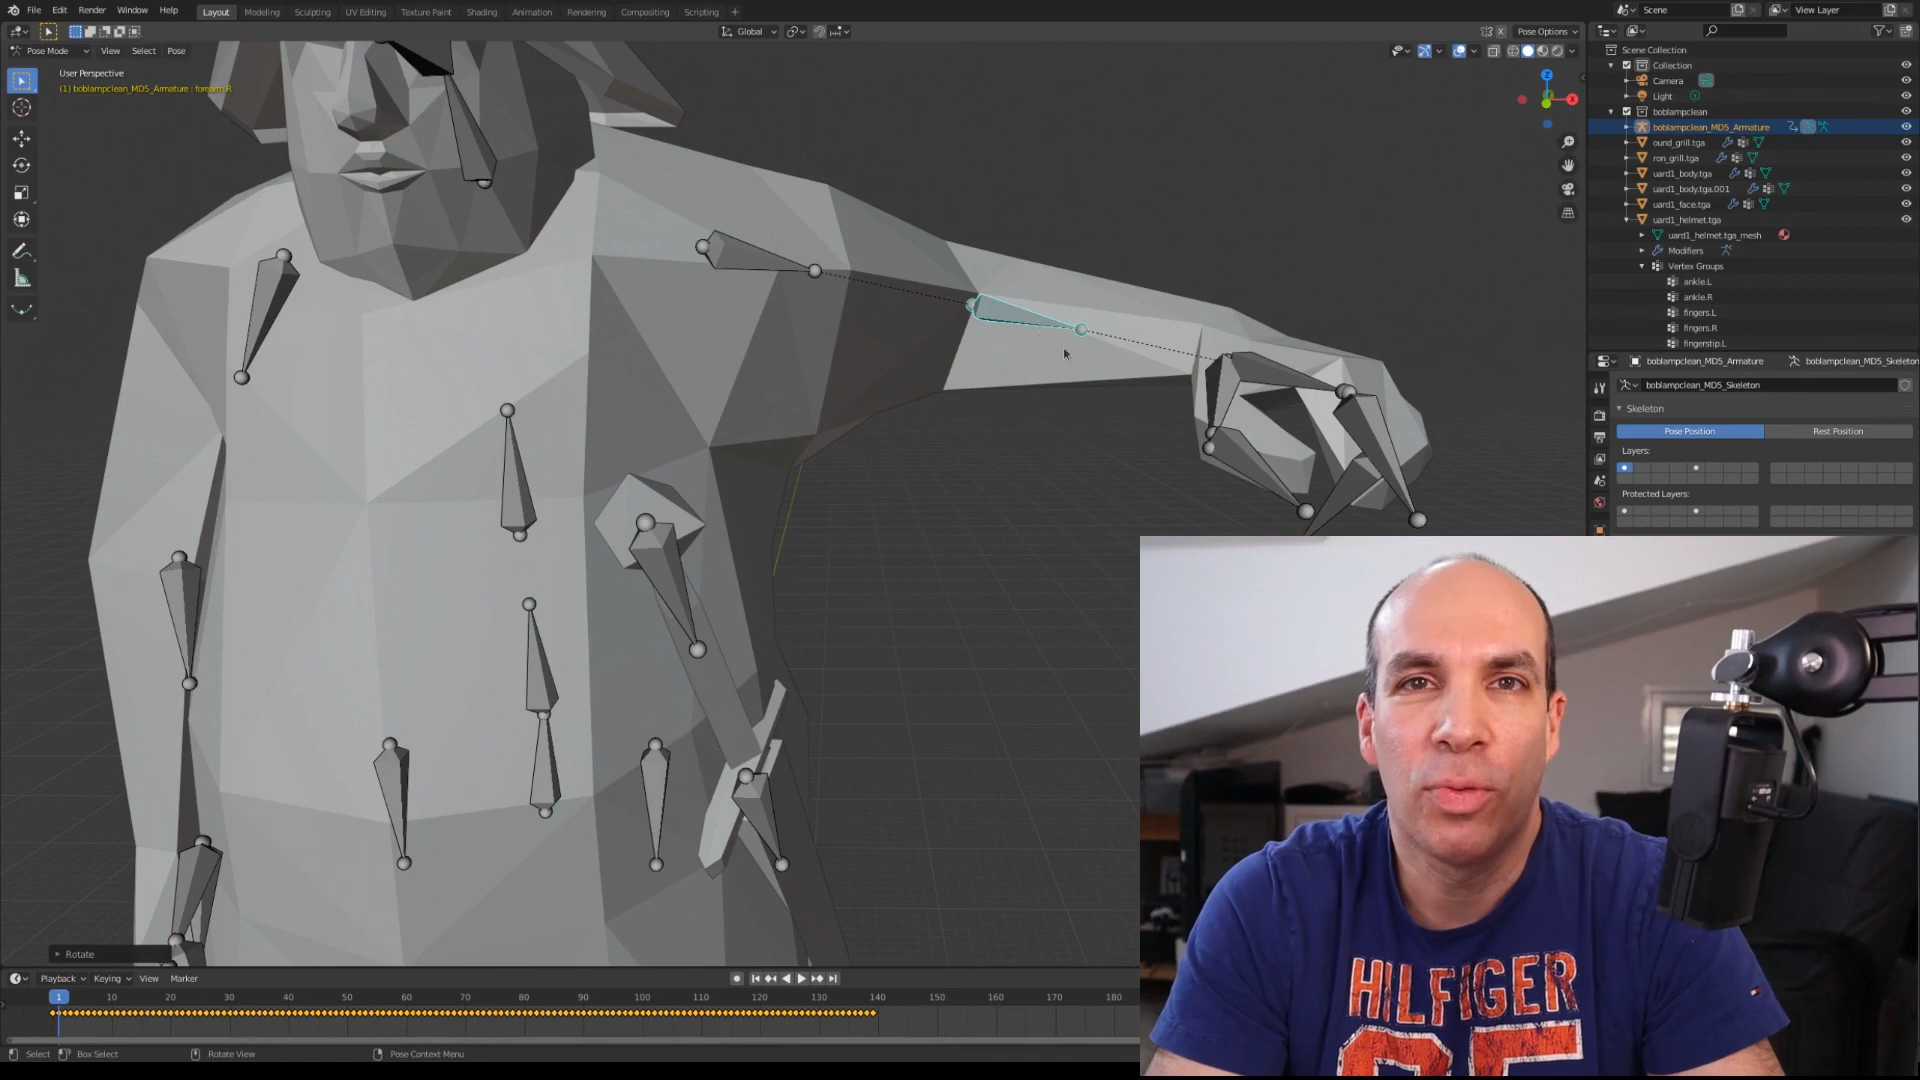 File Edit Render Window Help Layout Modeling Sculpting UV Editing Texture Paint Shading Animation Rendering Compositing Scripting + Scene View Layer
Global Pose Options
Pose Mode View Select Pose
User Perspective
(1) boblampclean_MD5_Armature : forearm.R
Z
X
Scene Collection
Collection
Camera
Light
boblampclean
boblampclean_MD5_Armature
ound_grill.tga
ron_grill.tga
uard1_body.tga
uard1_body.tga.001
uard1_face.tga
uard1_helmet.tga
uard1_helmet.tga_mesh
Modifiers
Vertex Groups
ankle.L
ankle.R
fingers.L
fingers.R
fingerstip.L
boblampclean_MD5_Armature boblampclean_MD5_Skeleton
boblampclean_MD5_Skeleton
Skeleton
Pose Position Rest Position
Layers:
Protected Layers:
Rotate
Playback Keying View Marker
1 10 20 30 40 50 60 70 80 90 100 110 120 130 140 150 160 170 180
Select Box Select Rotate View Pose Context Menu
HILFIGER
85